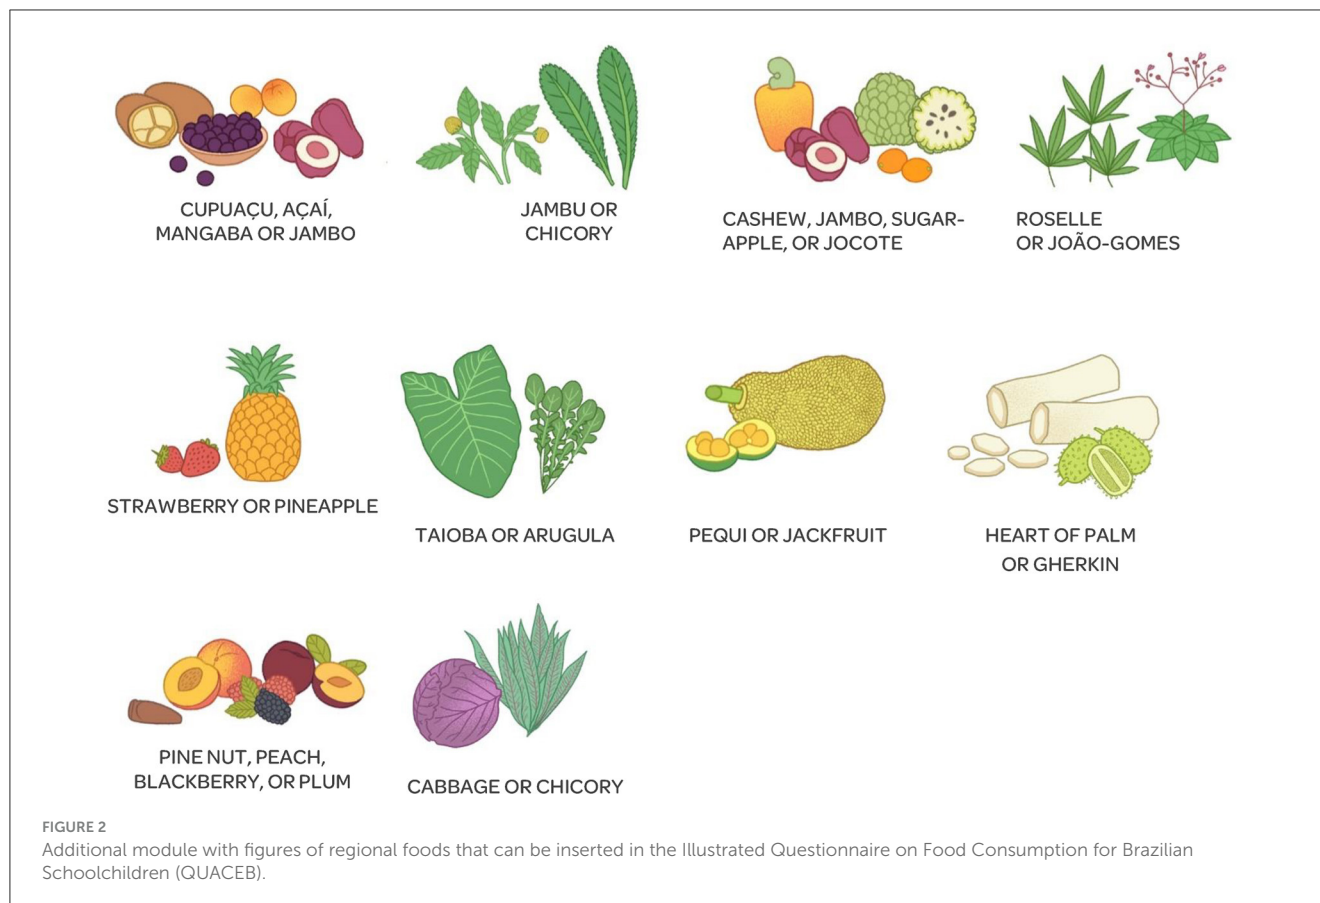 CUPUAÇU, AÇAÍ,
MANGABA OR JAMBO
JAMBU OR
CHICORY
CASHEW, JAMBO, SUGAR-
APPLE, OR JOCOTE
ROSELLE
OR JOÃO-GOMES
STRAWBERRY OR PINEAPPLE
TAIOBA OR ARUGULA
PEQUI OR JACKFRUIT
HEART OF PALM
OR GHERKIN
PINE NUT, PEACH,
BLACKBERRY, OR PLUM
CABBAGE OR CHICORY
FIGURE 2
Additional module with figures of regional foods that can be inserted in the Illustrated Questionnaire on Food Consumption for Brazilian
Schoolchildren (QUACEB).